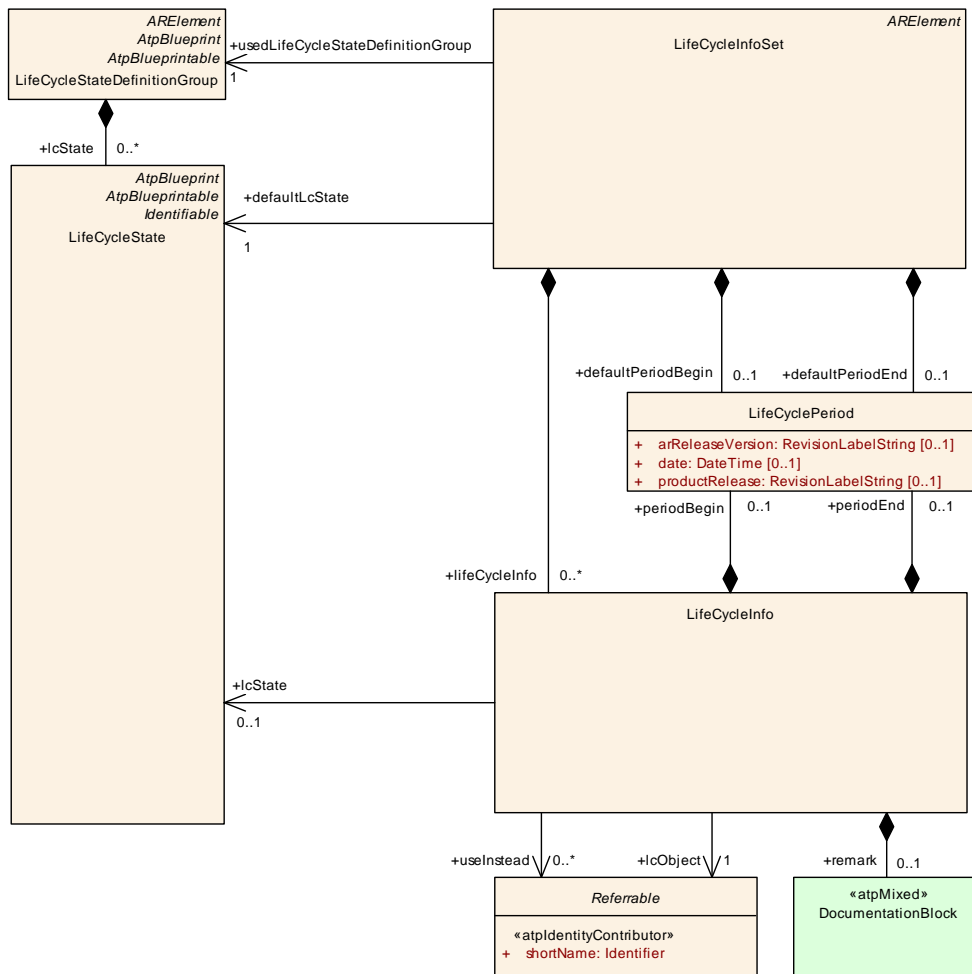 ARElement
AtpBlueprint
AtpBlueprintable
LifeCycleStateDefinitionGroup
+usedLifeCycleStateDefinitionGroup
1
ARElement
LifeCycleInfoSet
+lcState
0..*
AtpBlueprint
AtpBlueprintable
Identifiable
LifeCycleState
+defaultLcState
1
+defaultPeriodBegin
0..1
+defaultPeriodEnd
0..1
LifeCyclePeriod
+ arReleaseVersion: RevisionLabelString [0..1]
+ date: DateTime [0..1]
+ productRelease: RevisionLabelString [0..1]
+periodBegin
0..1
+periodEnd
0..1
+lifeCycleInfo
0..*
LifeCycleInfo
+lcState
0..1
+useInstead
0..*
+lcObject
1
+remark
0..1
Referrable
«atpIdentityContributor»
+ shortName: Identifier
«atpMixed»
DocumentationBlock